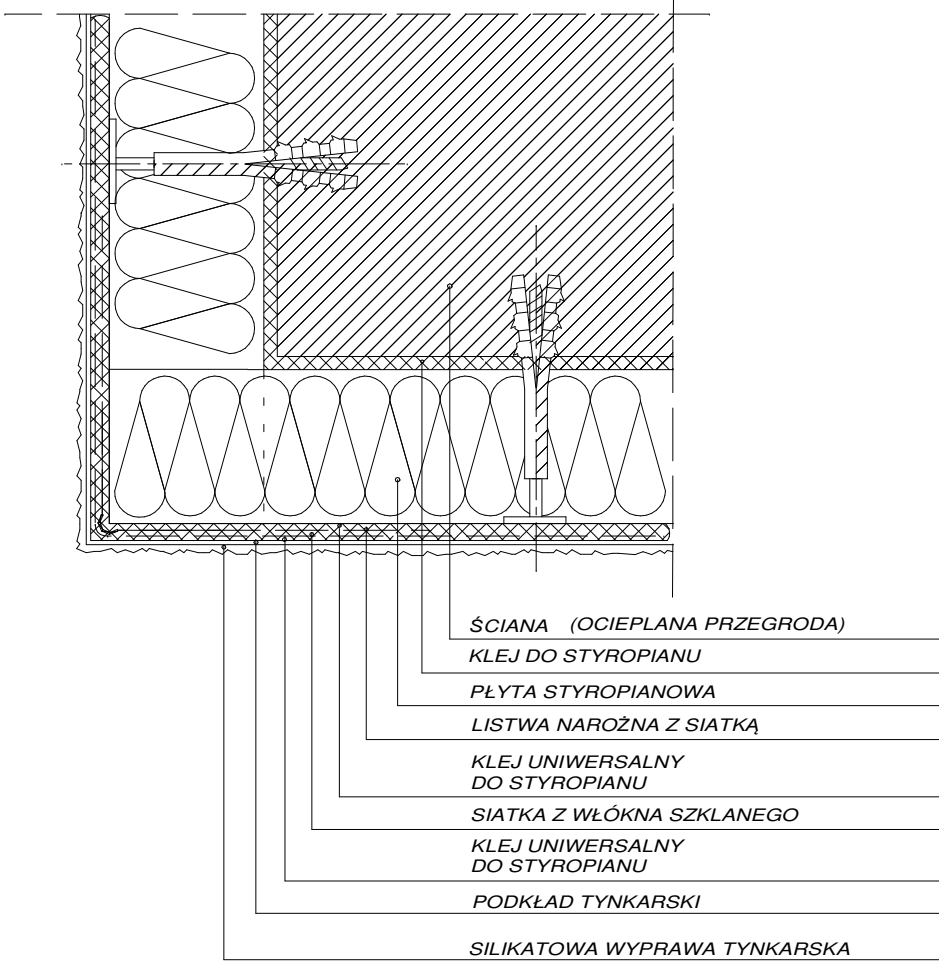 ŚCIANA (OCIEPLANA PRZEGRODA)
KLEJ DO STYROPIANU
PŁYTA STYROPIANOWA
LISTWA NAROŻNA Z SIATKĄ
KLEJ UNIWERSALNY
DO STYROPIANU
SIATKA Z WŁÓKNA SZKLANEGO
KLEJ UNIWERSALNY
DO STYROPIANU
PODKŁAD TYNKARSKI
SILIKATOWA WYPRAWA TYNKARSKA